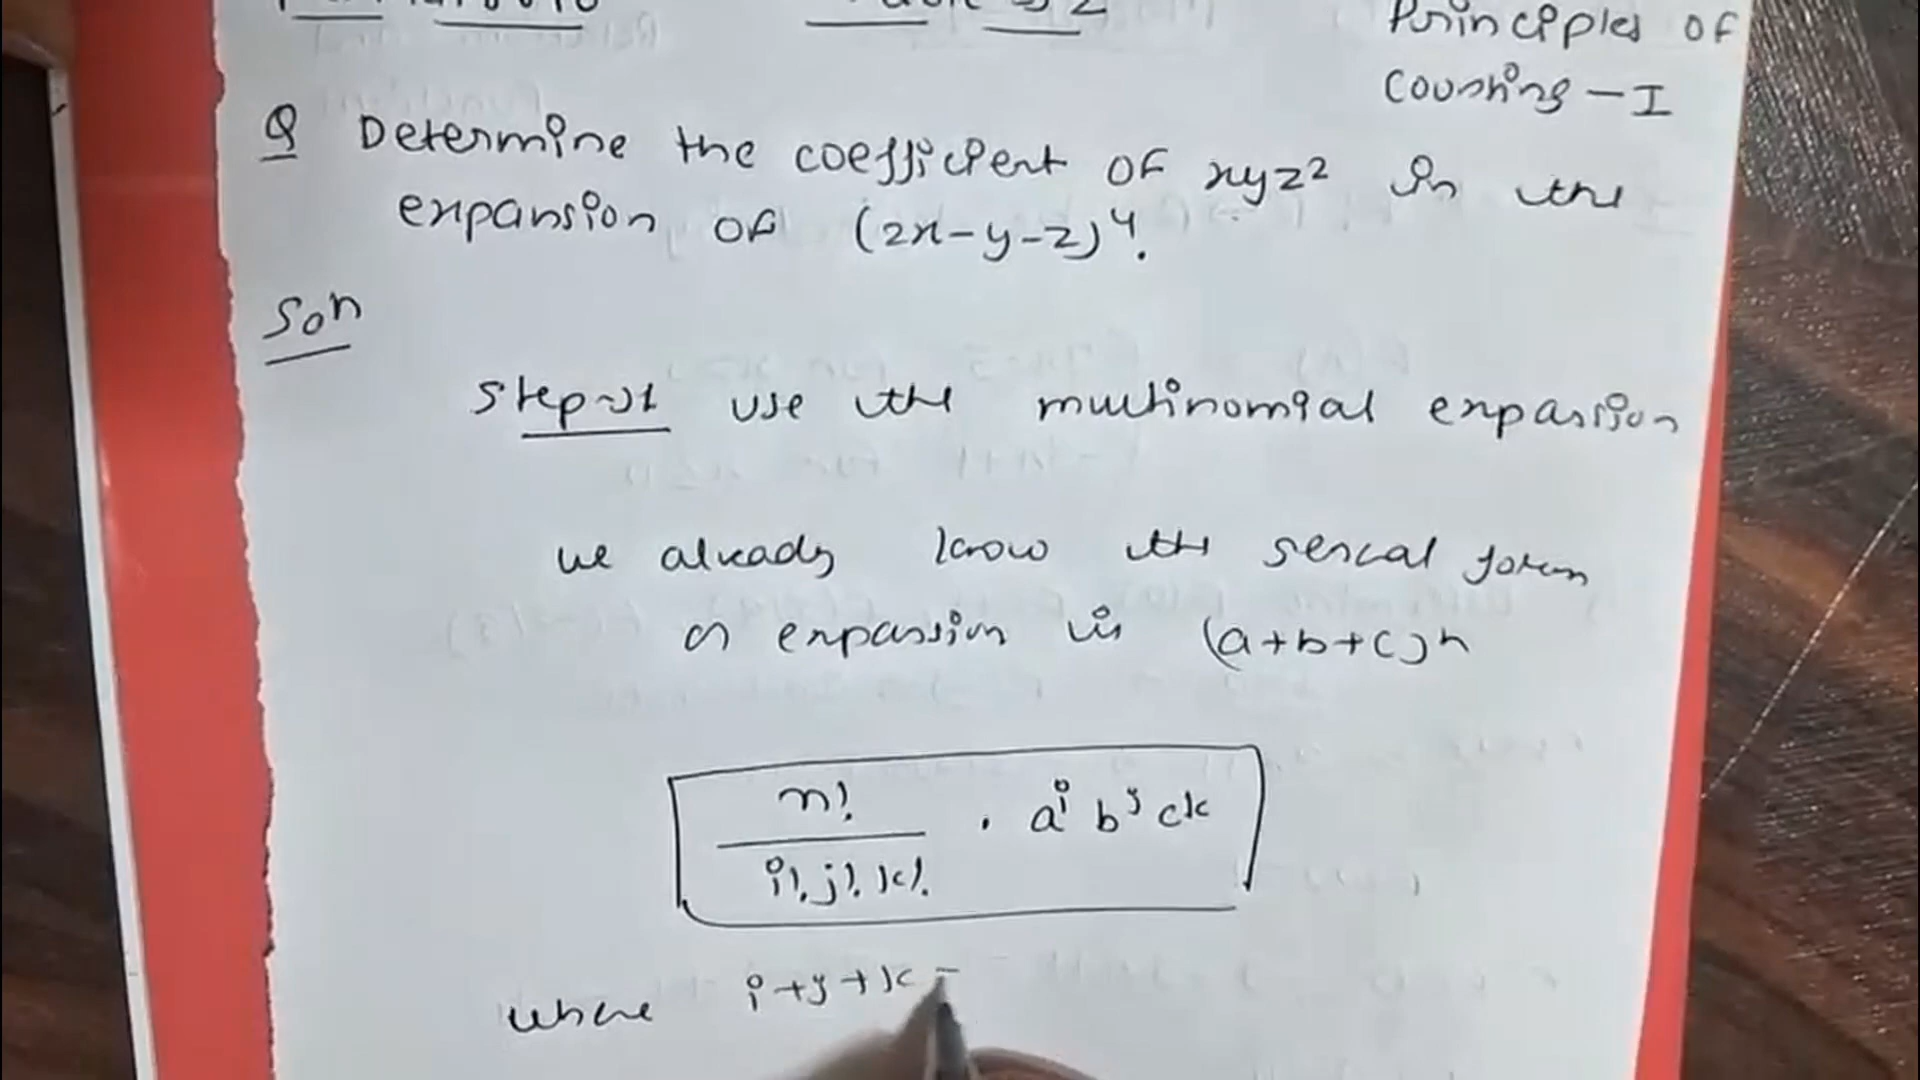 Principles of
Counting - I
Q Determine the coefficient of xyz² in the
expansion of (2x-y-z)⁴.
Soln
Step-01 use the multinomial expansion
we already know the general form
of expansion is (a+b+c)ⁿ
n!
i!.j!.k! . aⁱ bʲ cᵏ
where i+j+k =